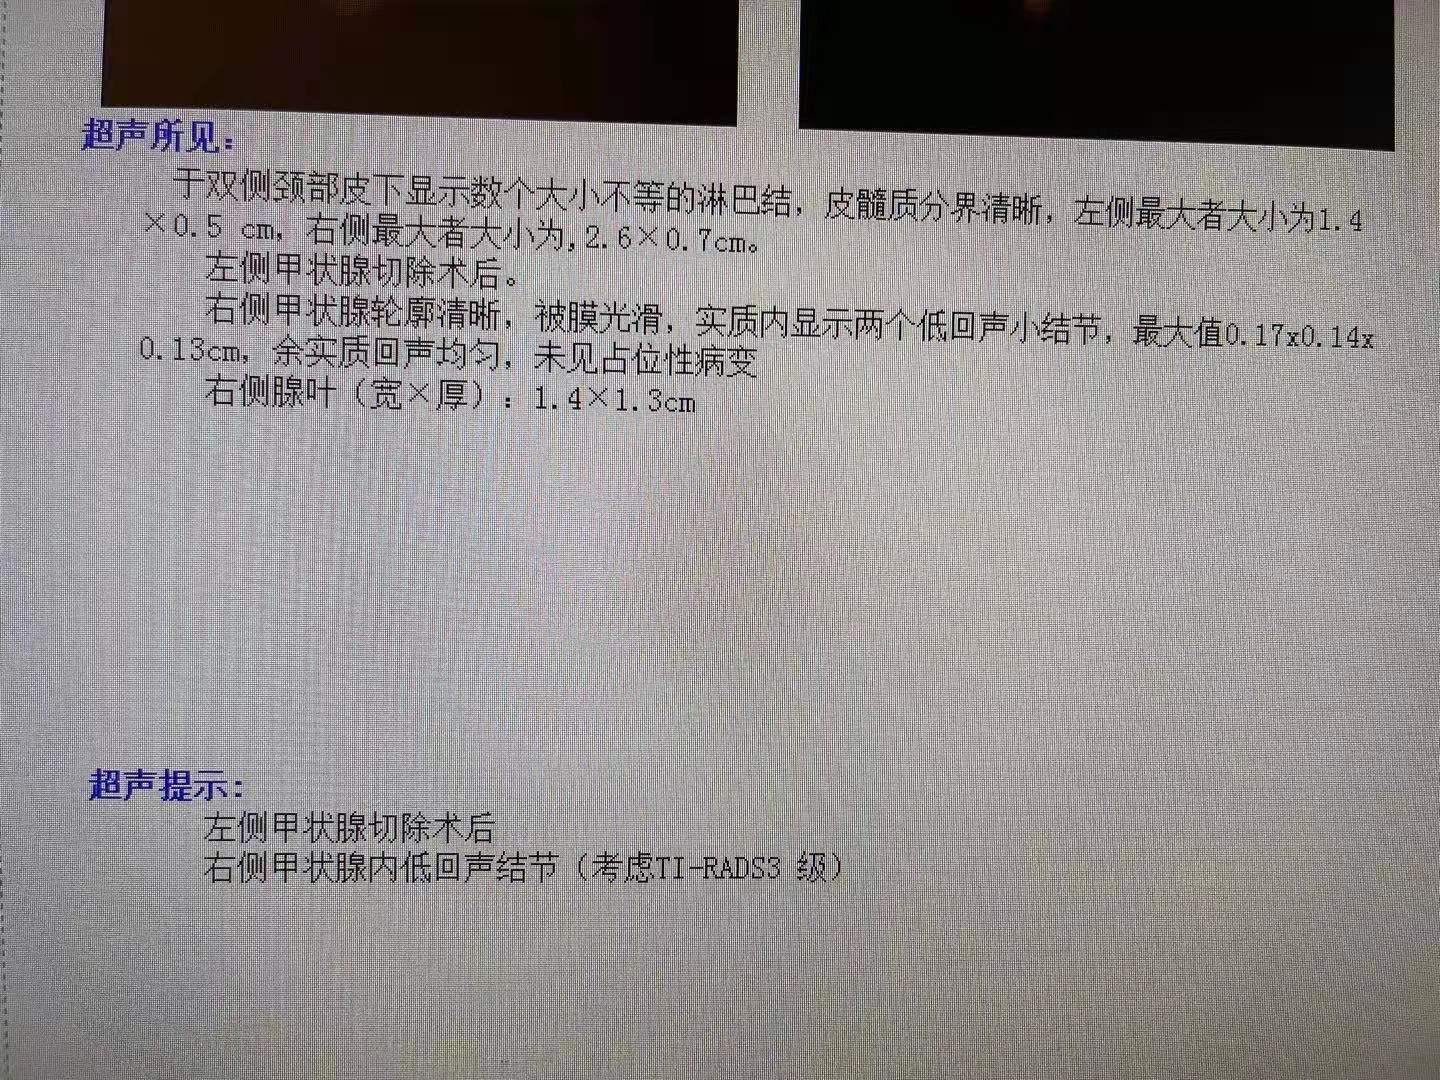 超声所见:
于双侧颈部皮下显示数个大小不等的淋巴结，皮髓质分界清晰，左侧最大者大小为1.4
×0.5 cm，右侧最大者大小为,2.6×0.7cm。
左侧甲状腺切除术后。
右侧甲状腺轮廓清晰，被膜光滑，实质内显示两个低回声小结节，最大值0.17x0.14x
0.13cm，余实质回声均匀，未见占位性病变
右侧腺叶（宽×厚）：1.4×1.3cm
超声提示:
左侧甲状腺切除术后
右侧甲状腺内低回声结节（考虑TI-RADS3 级）